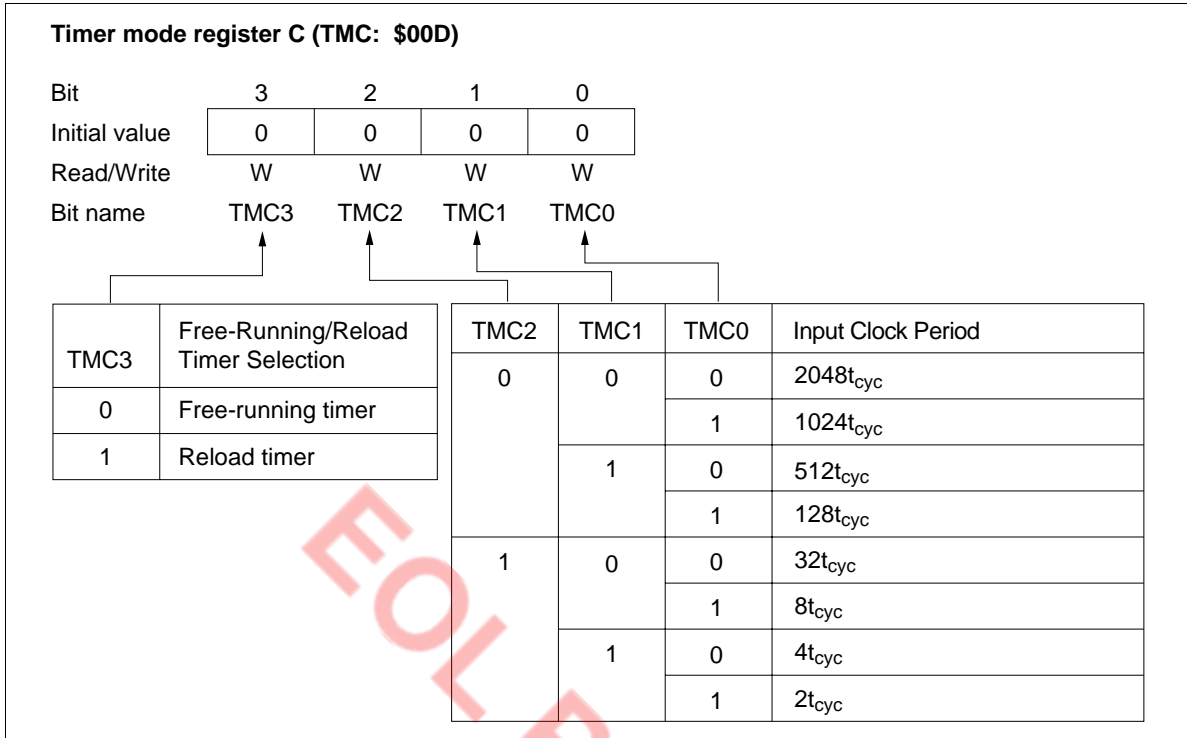 Timer mode register C (TMC: $00D)
Bit 3 2 1 0
Initial value 0 0 0 0
Read/Write W W W W
Bit name TMC3 TMC2 TMC1 TMC0
TMC3 Free-Running/Reload Timer Selection
0 Free-running timer
1 Reload timer
TMC2 TMC1 TMC0 Input Clock Period
0 0 0 2048tcyc
1 1024tcyc
1 0 512tcyc
1 128tcyc
1 0 0 32tcyc
1 8tcyc
1 0 4tcyc
1 2tcyc
EOL